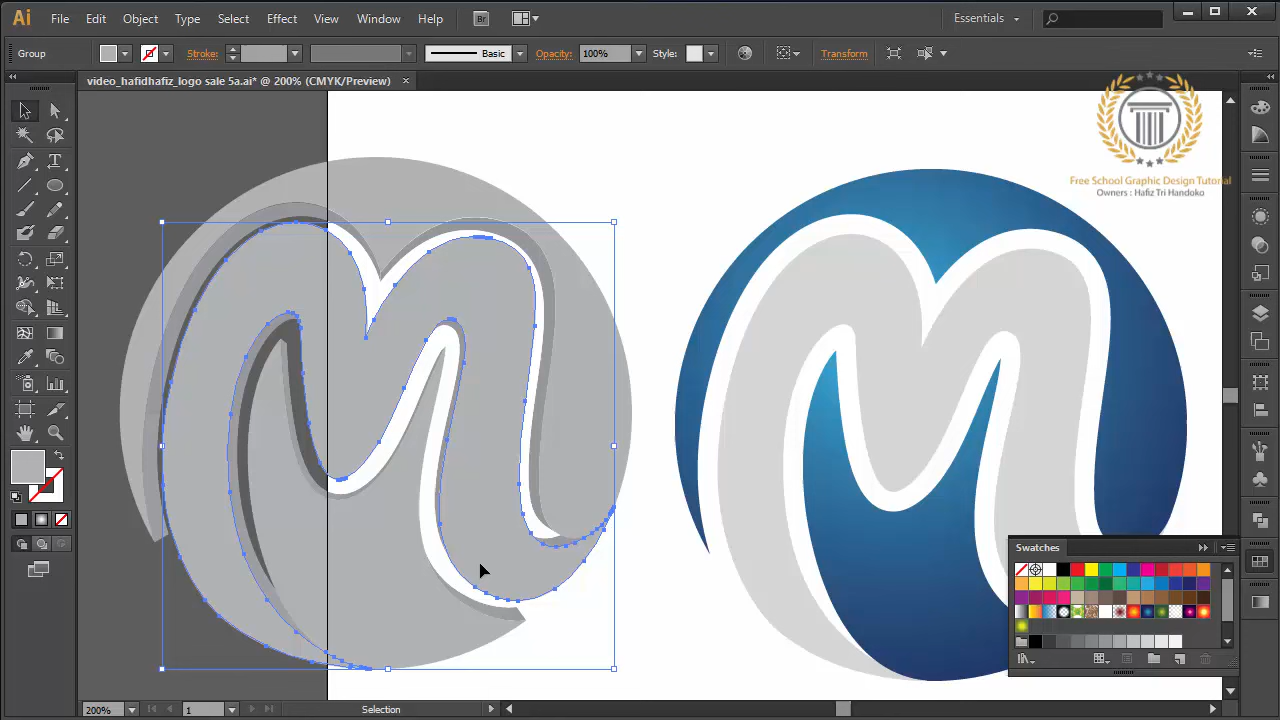 Ai File Edit Object Type Select Effect View Window Help Br Essentials
Group Stroke: Basic Opacity: 100% Style: Transform
video_hafidhafiz_logo sale 5a.ai* @ 200% (CMYK/Preview)
Free School Graphic Design Tutorial
Owners : Hafiz Tri Handoko
Swatches
200% 1 Selection